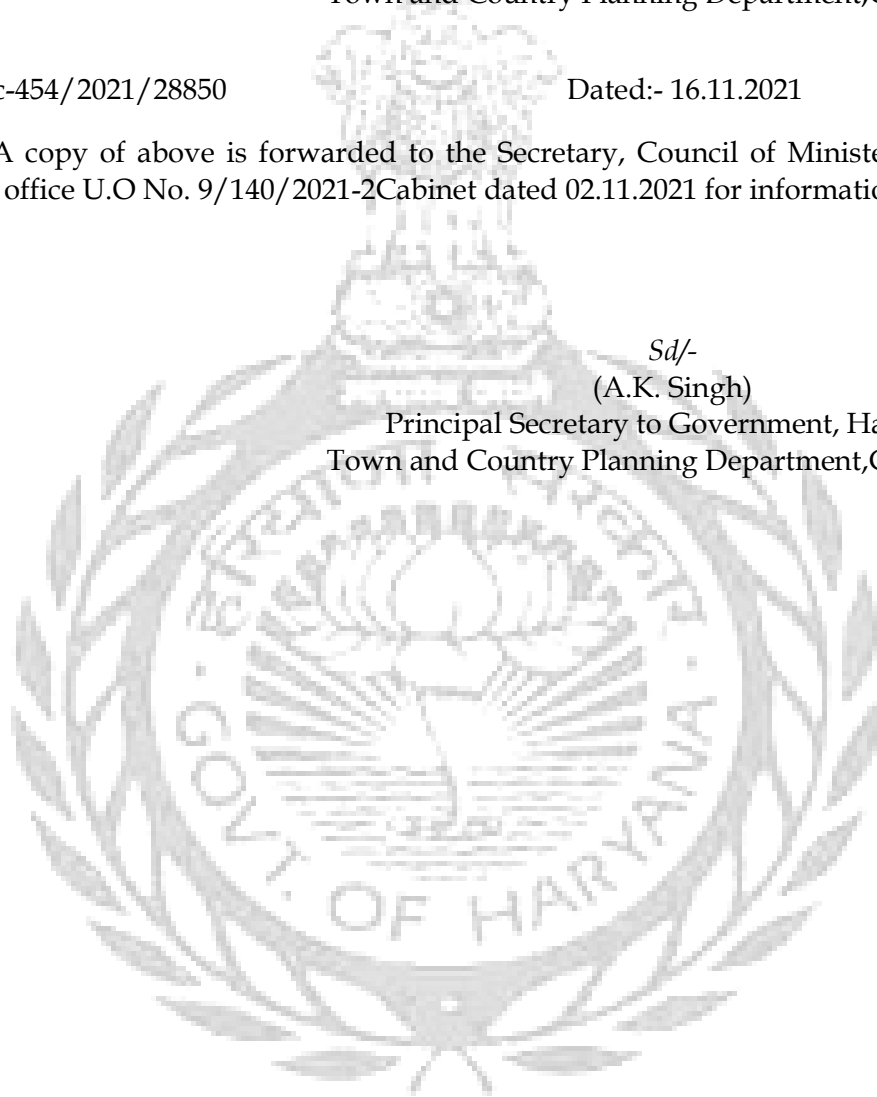 Town and Country Planning Department,C
c-454/2021/28850 Dated:- 16.11.2021
A copy of above is forwarded to the Secretary, Council of Ministe
office U.O No. 9/140/2021-2Cabinet dated 02.11.2021 for informatio
Sd/-
(A.K. Singh)
Principal Secretary to Government, Ha
Town and Country Planning Department,C
हरियाणा सरकार
GOVT. OF HARYANA